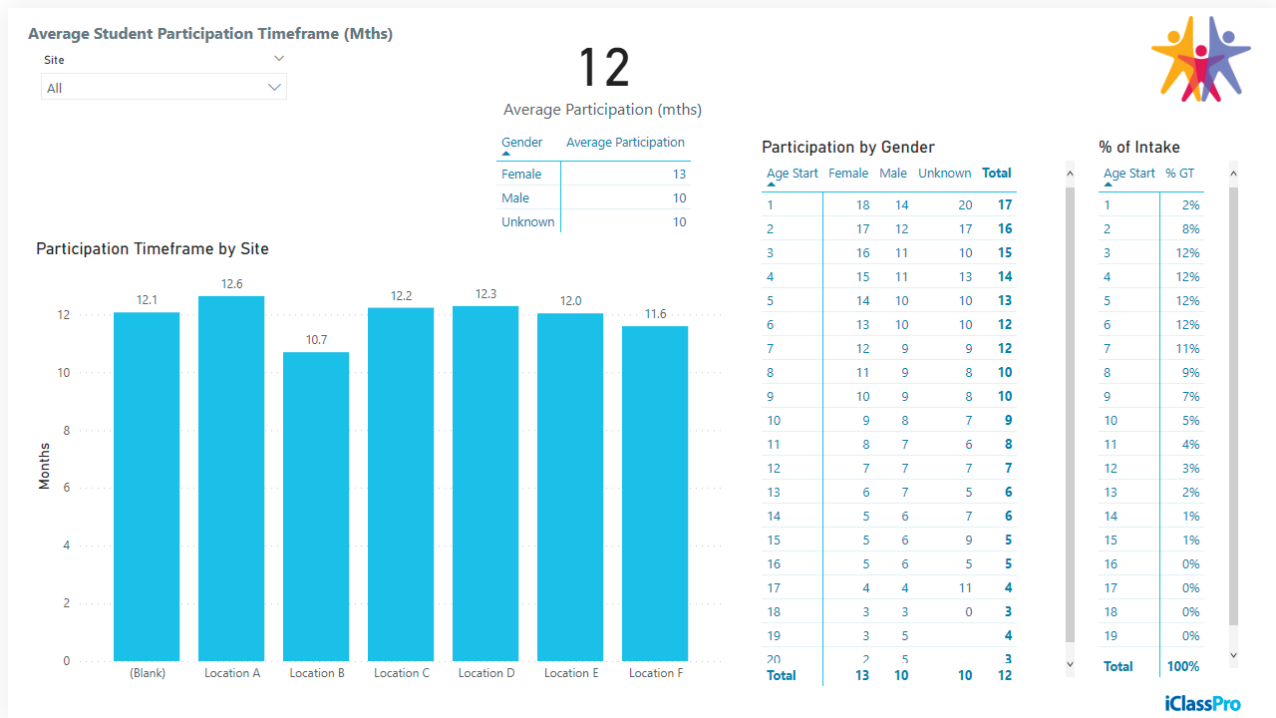 Average Student Participation Timeframe (Mths)
Site
All
12
Average Participation (mths)
Gender Average Participation
Female 13
Male 10
Unknown 10
Participation Timeframe by Site
Months
12
10
8
6
4
2
0
12.1 12.6 10.7 12.2 12.3 12.0 11.6
(Blank) Location A Location B Location C Location D Location E Location F
Participation by Gender
Age Start Female Male Unknown Total
1 18 14 20 17
2 17 12 17 16
3 16 11 10 15
4 15 11 13 14
5 14 10 10 13
6 13 10 10 12
7 12 9 9 12
8 11 9 8 10
9 10 9 8 10
10 9 8 7 9
11 8 7 6 8
12 7 7 7 7
13 6 7 5 6
14 5 6 7 6
15 5 6 9 5
16 5 6 5 5
17 4 4 11 4
18 3 3 0 3
19 3 5 4
20 2 5 3
Total 13 10 10 12
% of Intake
Age Start % GT
1 2%
2 8%
3 12%
4 12%
5 12%
6 12%
7 11%
8 9%
9 7%
10 5%
11 4%
12 3%
13 2%
14 1%
15 1%
16 0%
17 0%
18 0%
19 0%
Total 100%
iClassPro